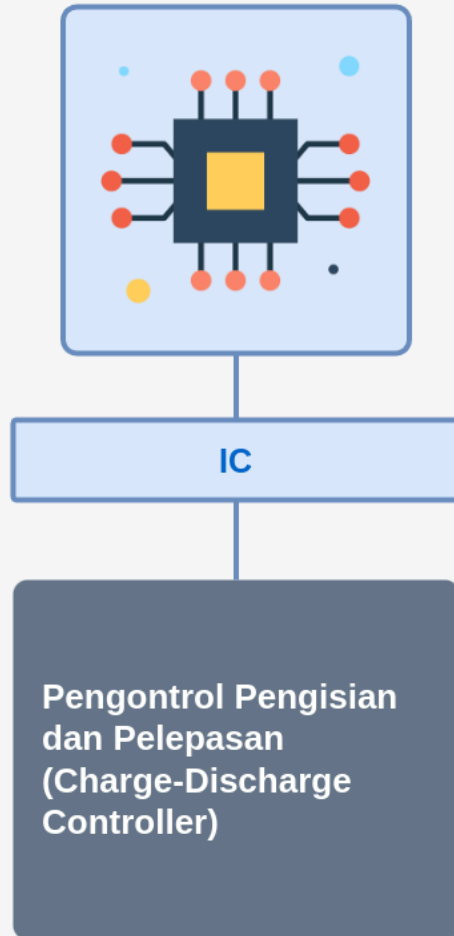 IC
Pengontrol Pengisian
dan Pelepasan
(Charge-Discharge
Controller)